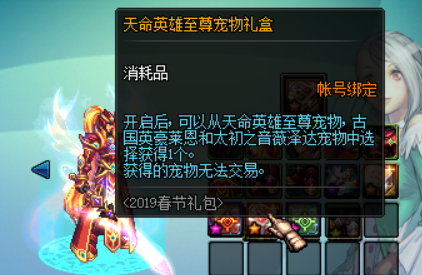 天命英雄至尊宠物礼盒
消耗品
帐号绑定
开启后,可以从天命英雄至尊宠物,古
国英豪莱恩和太初之音薇泽达宠物中选
择获得1个。
获得的宠物无法交易。
<2019春节礼包>